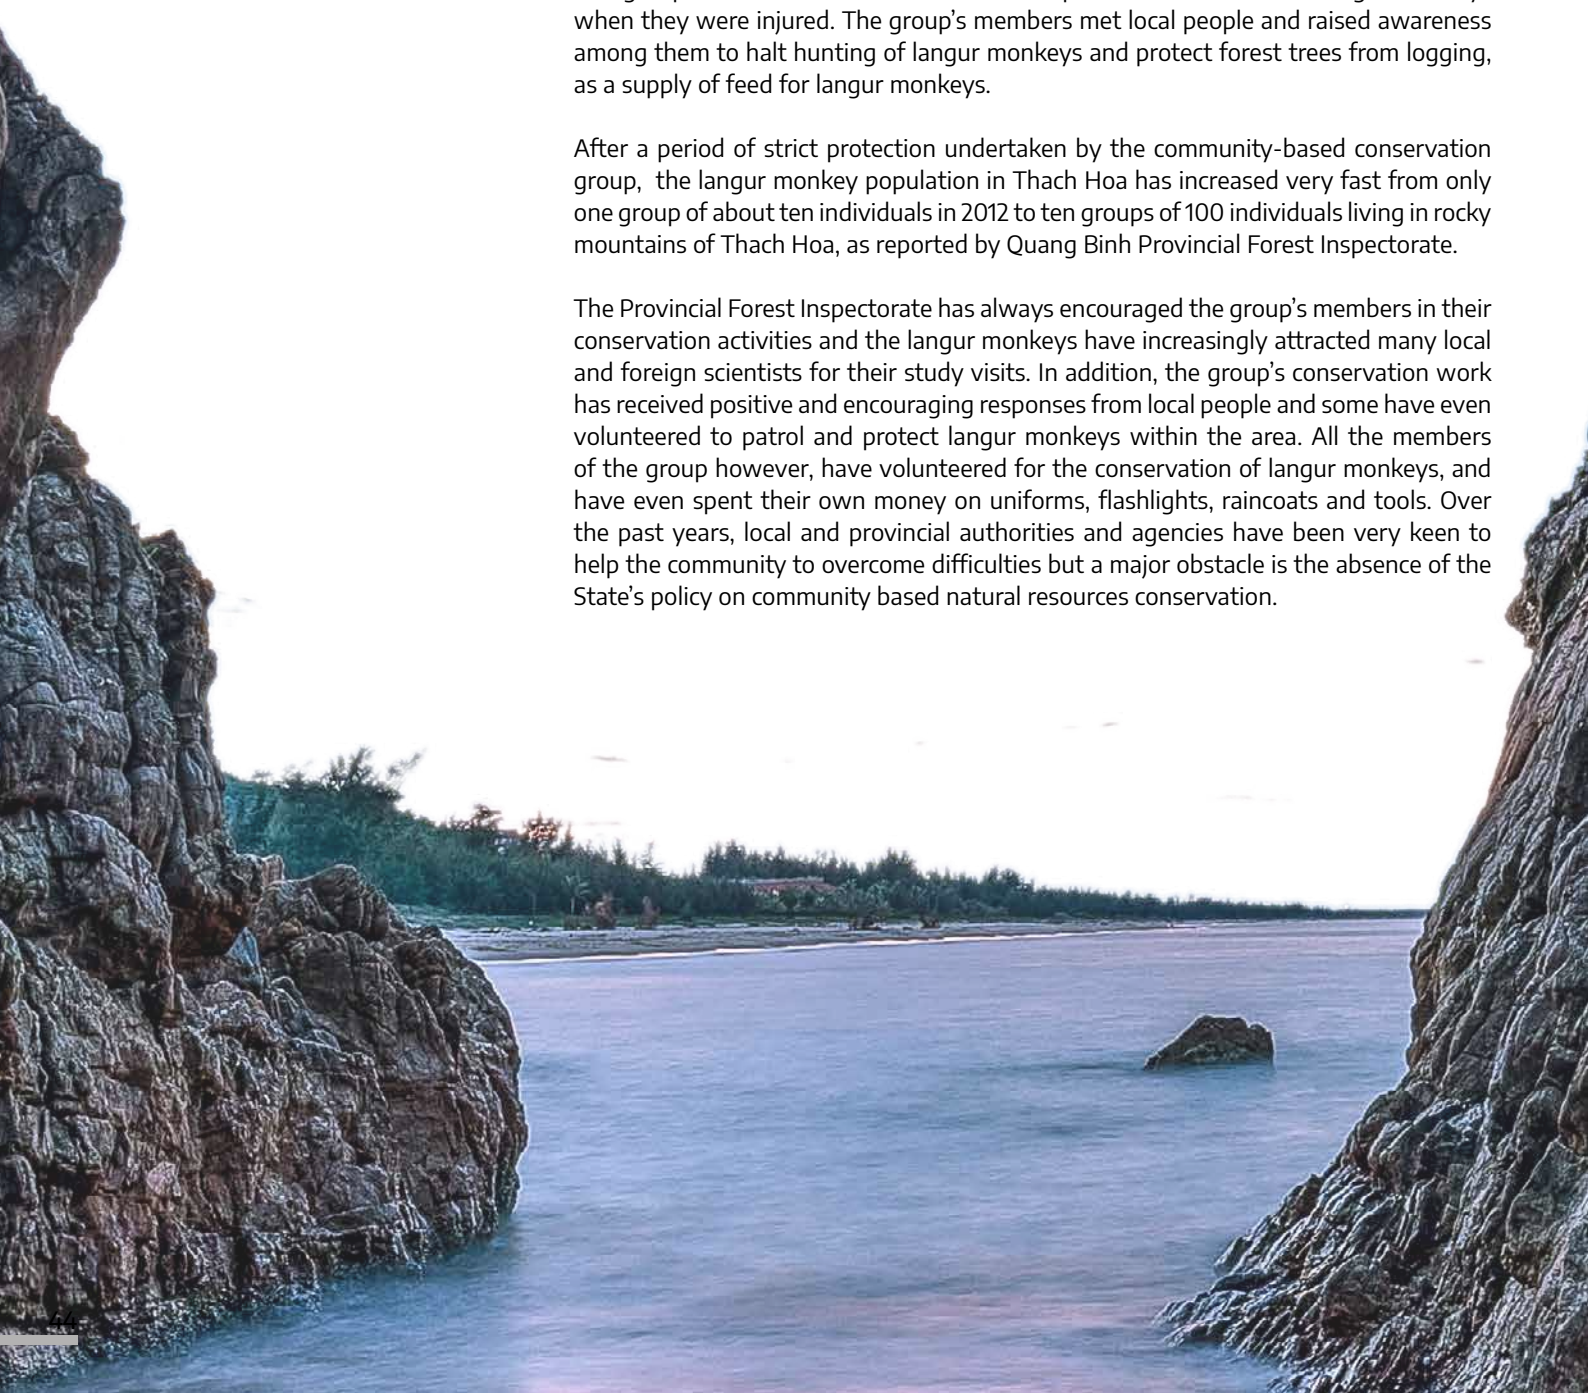 when they were injured. The group's members met local people and raised awareness
among them to halt hunting of langur monkeys and protect forest trees from logging,
as a supply of feed for langur monkeys.
After a period of strict protection undertaken by the community-based conservation
group, the langur monkey population in Thach Hoa has increased very fast from only
one group of about ten individuals in 2012 to ten groups of 100 individuals living in rocky
mountains of Thach Hoa, as reported by Quang Binh Provincial Forest Inspectorate.
The Provincial Forest Inspectorate has always encouraged the group's members in their
conservation activities and the langur monkeys have increasingly attracted many local
and foreign scientists for their study visits. In addition, the group's conservation work
has received positive and encouraging responses from local people and some have even
volunteered to patrol and protect langur monkeys within the area. All the members
of the group however, have volunteered for the conservation of langur monkeys, and
have even spent their own money on uniforms, flashlights, raincoats and tools. Over
the past years, local and provincial authorities and agencies have been very keen to
help the community to overcome difficulties but a major obstacle is the absence of the
State's policy on community based natural resources conservation.
44